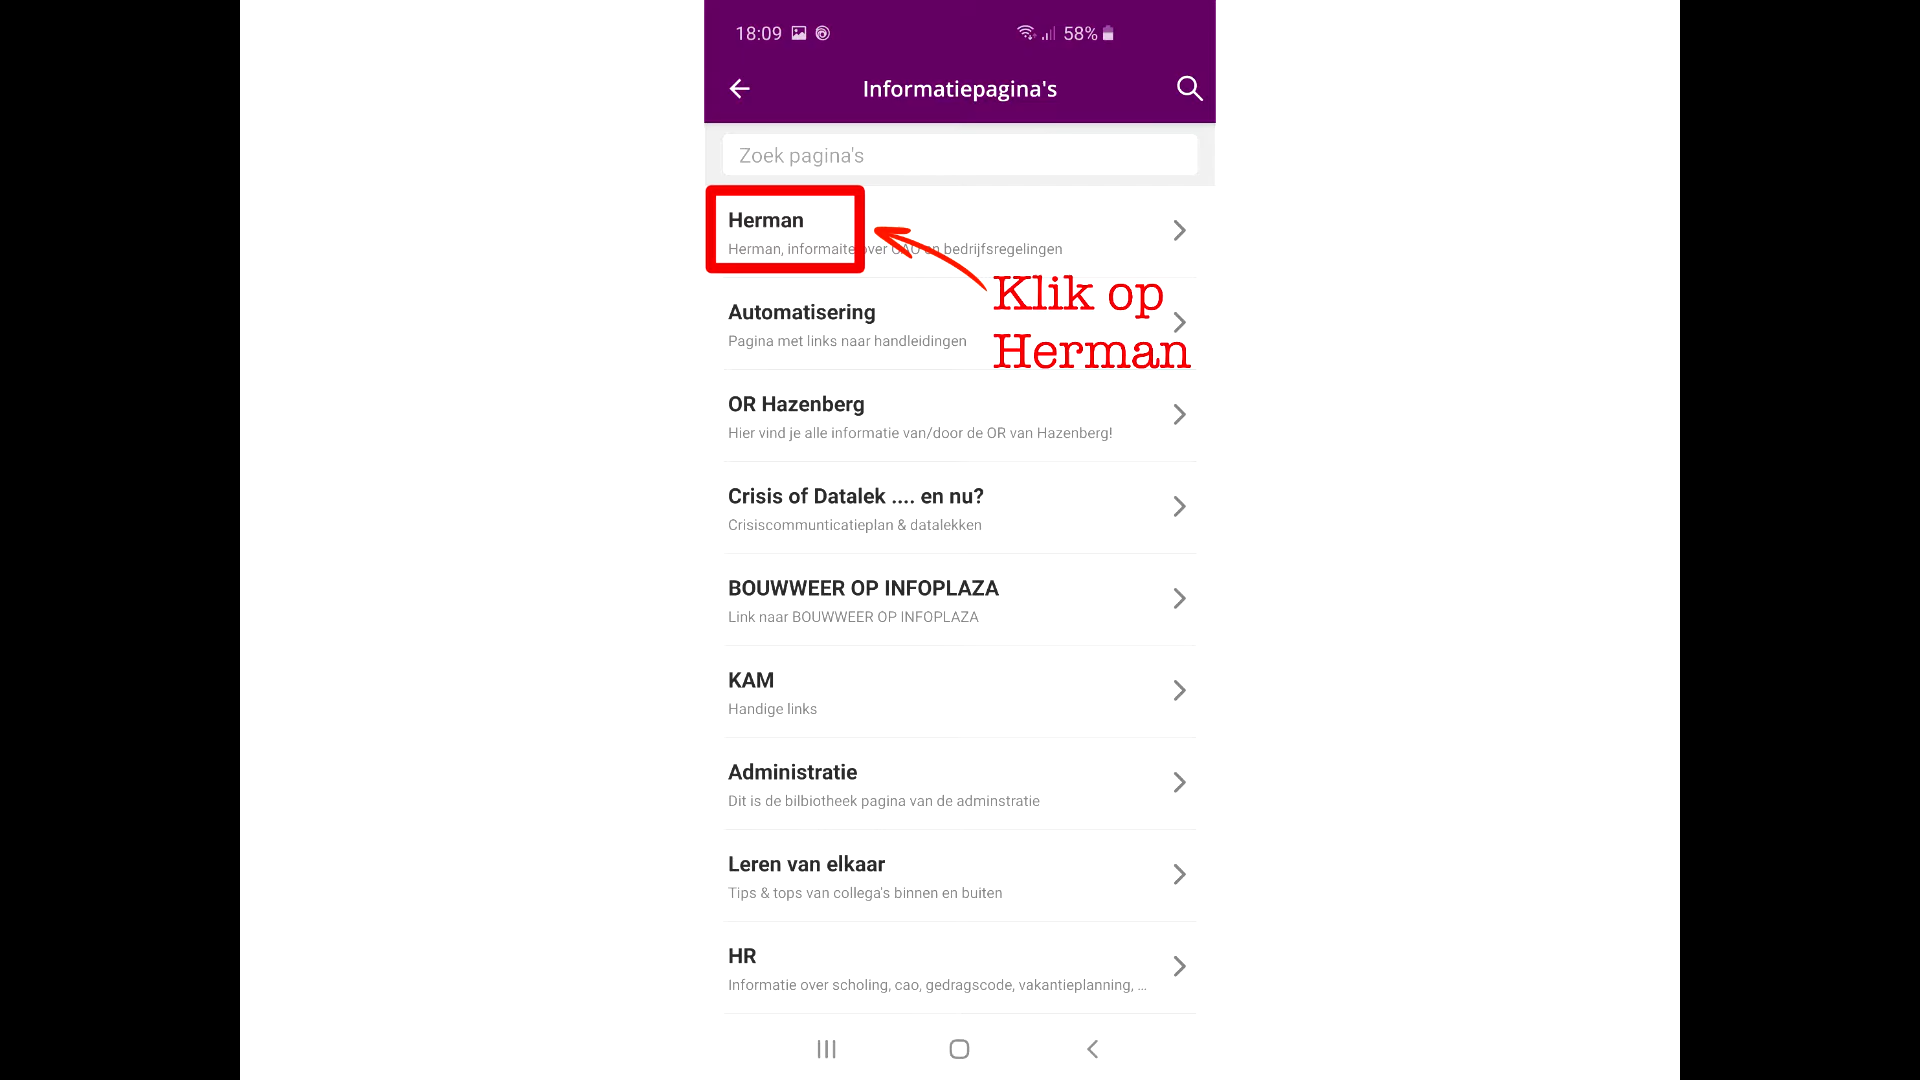 18:09 58%
Informatiepagina's
Zoek pagina's
Herman
Herman, informaite over CAO en bedrijfsregelingen
Klik op
Herman
Automatisering
Pagina met links naar handleidingen
OR Hazenberg
Hier vind je alle informatie van/door de OR van Hazenberg!
Crisis of Datalek .... en nu?
Crisiscommunticatieplan & datalekken
BOUWWEER OP INFOPLAZA
Link naar BOUWWEER OP INFOPLAZA
KAM
Handige links
Administratie
Dit is de bilbiotheek pagina van de adminstratie
Leren van elkaar
Tips & tops van collega's binnen en buiten
HR
Informatie over scholing, cao, gedragscode, vakantieplanning, ...